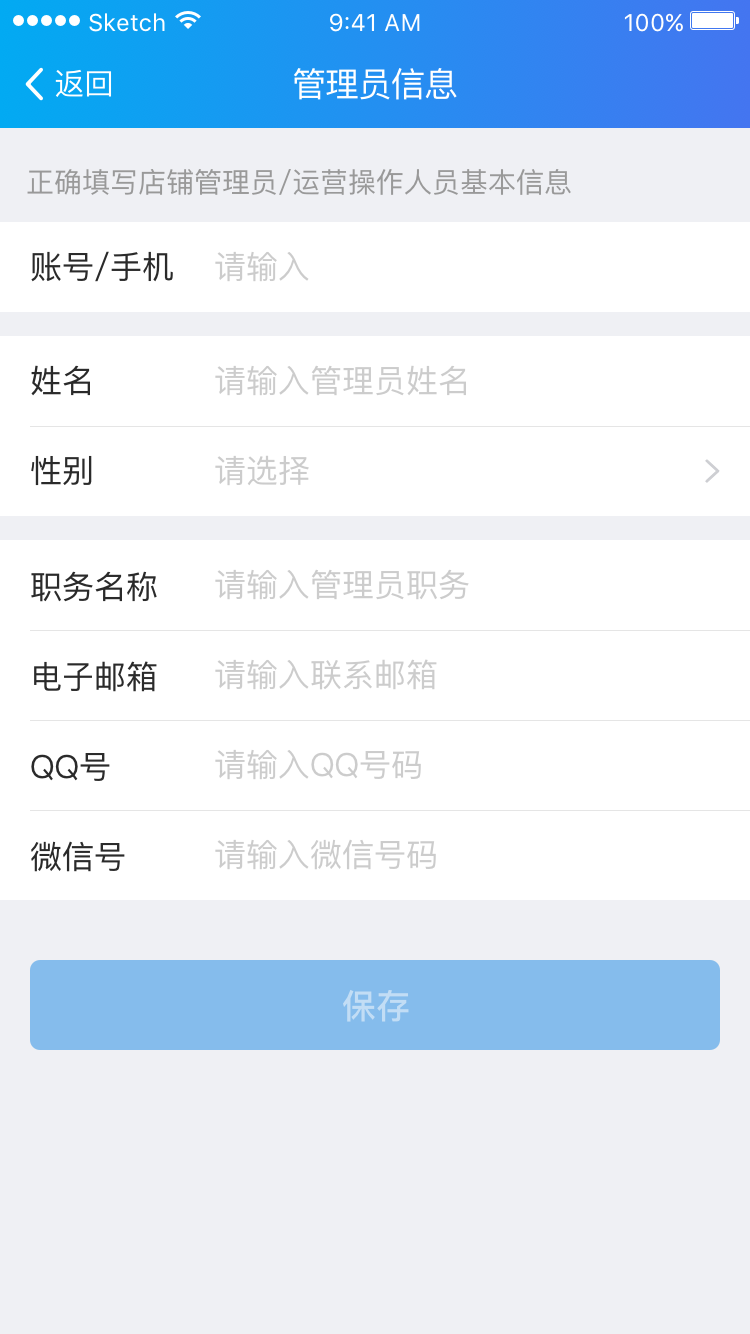 Sketch 9:41 AM 100%
返回 管理员信息
正确填写店铺管理员/运营操作人员基本信息
账号/手机 请输入
姓名 请输入管理员姓名
性别 请选择
职务名称 请输入管理员职务
电子邮箱 请输入联系邮箱
QQ号 请输入QQ号码
微信号 请输入微信号码
保存